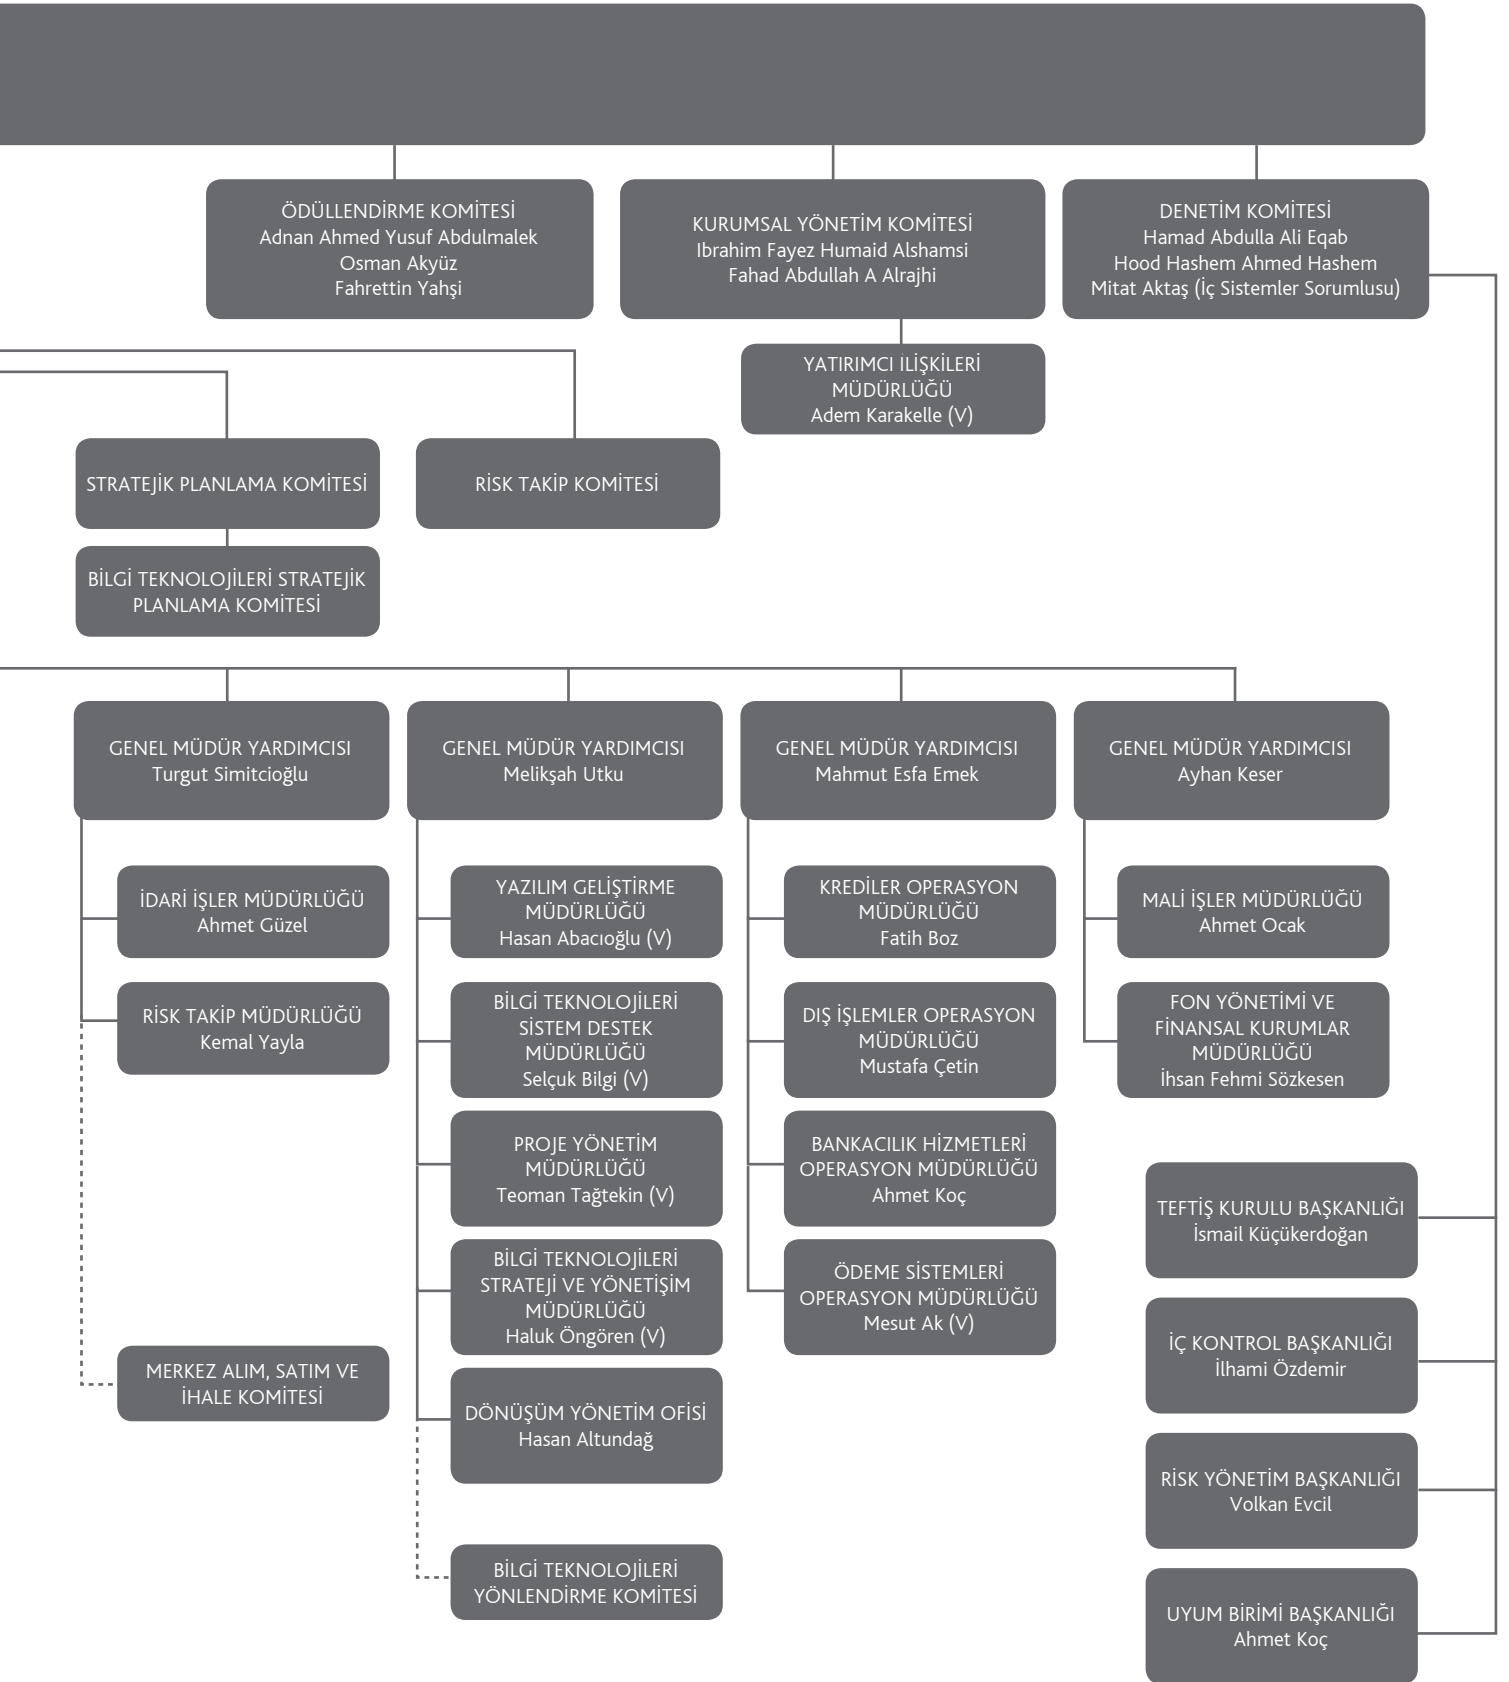 ÖDÜLLENDİRME KOMİTESİ
Adnan Ahmed Yusuf Abdulmalek
Osman Akyüz
Fahrettin Yahşi
KURUMSAL YÖNETİM KOMİTESİ
Ibrahim Fayez Humaid Alshamsi
Fahad Abdullah A Alrajhi
DENETİM KOMİTESİ
Hamad Abdulla Ali Eqab
Hood Hashem Ahmed Hashem
Mitat Aktaş (İç Sistemler Sorumlusu)
YATIRIMCI İLİŞKİLERİ
MÜDÜRLÜĞÜ
Adem Karakelle (V)
STRATEJİK PLANLAMA KOMİTESİ
RİSK TAKİP KOMİTESİ
BİLGİ TEKNOLOJİLERİ STRATEJİK
PLANLAMA KOMİTESİ
GENEL MÜDÜR YARDIMCISI
Turgut Simitcioğlu
İDARİ İŞLER MÜDÜRLÜĞÜ
Ahmet Güzel
RİSK TAKİP MÜDÜRLÜĞÜ
Kemal Yayla
MERKEZ ALIM, SATIM VE
İHALE KOMİTESİ
GENEL MÜDÜR YARDIMCISI
Melikşah Utku
YAZILIM GELİŞTİRME
MÜDÜRLÜĞÜ
Hasan Abacıoğlu (V)
BİLGİ TEKNOLOJİLERİ
SİSTEM DESTEK
MÜDÜRLÜĞÜ
Selçuk Bilgi (V)
PROJE YÖNETİM
MÜDÜRLÜĞÜ
Teoman Tağtekin (V)
BİLGİ TEKNOLOJİLERİ
STRATEJİ VE YÖNETİŞİM
MÜDÜRLÜĞÜ
Haluk Öngören (V)
DÖNÜŞÜM YÖNETİM OFİSİ
Hasan Altundağ
BİLGİ TEKNOLOJİLERİ
YÖNLENDİRME KOMİTESİ
GENEL MÜDÜR YARDIMCISI
Mahmut Esfa Emek
KREDİLER OPERASYON
MÜDÜRLÜĞÜ
Fatih Boz
DIŞ İŞLEMLER OPERASYON
MÜDÜRLÜĞÜ
Mustafa Çetin
BANKACILIK HİZMETLERİ
OPERASYON MÜDÜRLÜĞÜ
Ahmet Koç
ÖDEME SİSTEMLERİ
OPERASYON MÜDÜRLÜĞÜ
Mesut Ak (V)
GENEL MÜDÜR YARDIMCISI
Ayhan Keser
MALİ İŞLER MÜDÜRLÜĞÜ
Ahmet Ocak
FON YÖNETİMİ VE
FİNANSAL KURUMLAR
MÜDÜRLÜĞÜ
İhsan Fehmi Sözkesen
TEFTİŞ KURULU BAŞKANLIĞI
İsmail Küçükerdoğan
İÇ KONTROL BAŞKANLIĞI
İlhami Özdemir
RİSK YÖNETİM BAŞKANLIĞI
Volkan Evcil
UYUM BİRİMİ BAŞKANLIĞI
Ahmet Koç